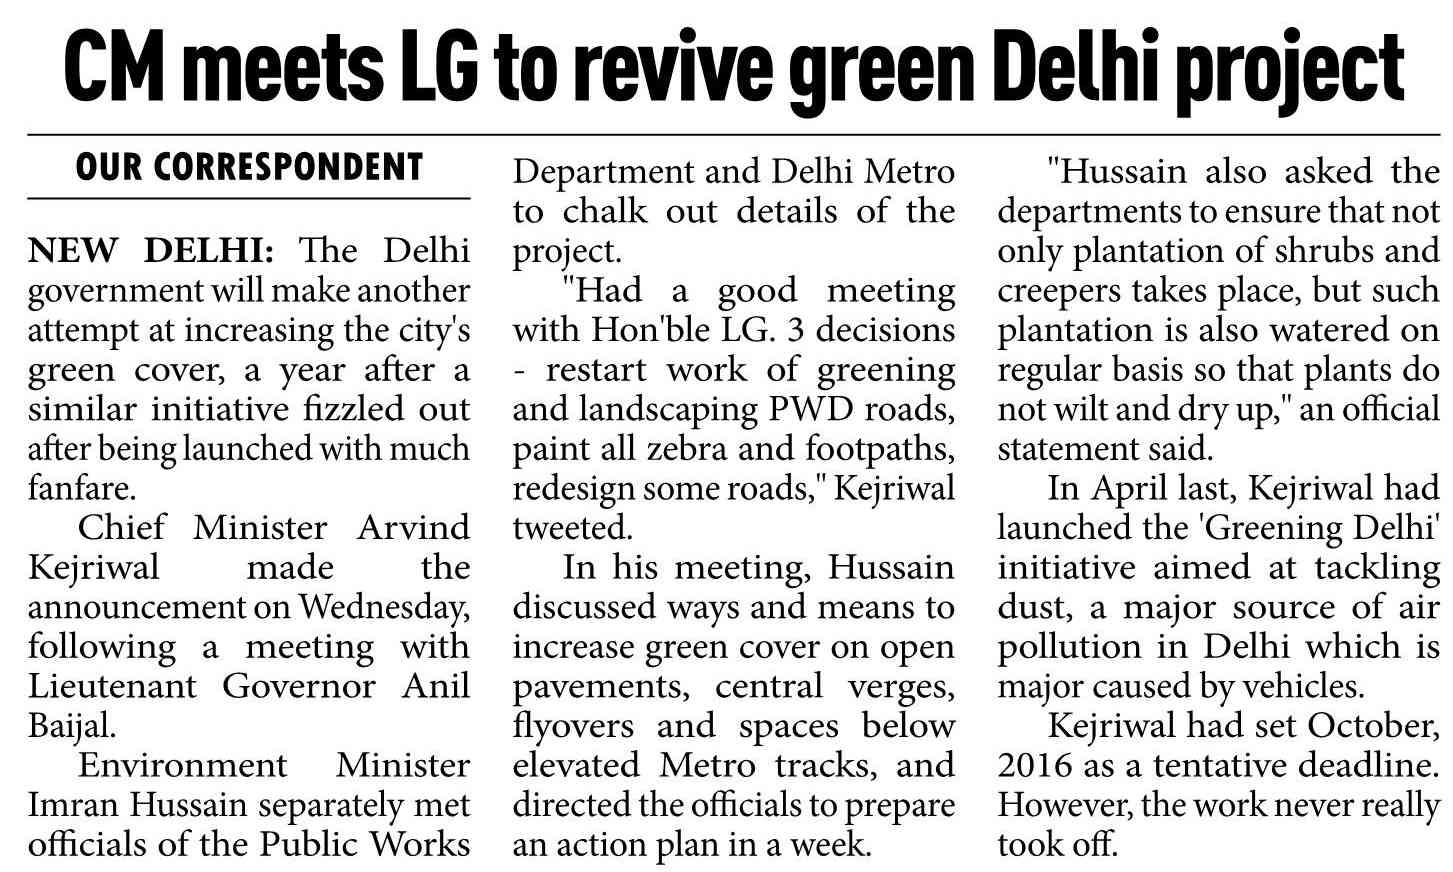 CM meets LG to revive green Delhi project
OUR CORRESPONDENT
NEW DELHI: The Delhi
government will make another
attempt at increasing the city's
green cover, a year after a
similar initiative fizzled out
after being launched with much
fanfare.
Chief Minister Arvind
Kejriwal made the
announcement on Wednesday,
following a meeting with
Lieutenant Governor Anil
Baijal.
Environment Minister
Imran Hussain separately met
officials of the Public Works
Department and Delhi Metro
to chalk out details of the
project.
"Had a good meeting
with Hon'ble LG. 3 decisions
- restart work of greening
and landscaping PWD roads,
paint all zebra and footpaths,
redesign some roads," Kejriwal
tweeted.
In his meeting, Hussain
discussed ways and means to
increase green cover on open
pavements, central verges,
flyovers and spaces below
elevated Metro tracks, and
directed the officials to prepare
an action plan in a week.
"Hussain also asked the
departments to ensure that not
only plantation of shrubs and
creepers takes place, but such
plantation is also watered on
regular basis so that plants do
not wilt and dry up," an official
statement said.
In April last, Kejriwal had
launched the 'Greening Delhi'
initiative aimed at tackling
dust, a major source of air
pollution in Delhi which is
major caused by vehicles.
Kejriwal had set October,
2016 as a tentative deadline.
However, the work never really
took off.